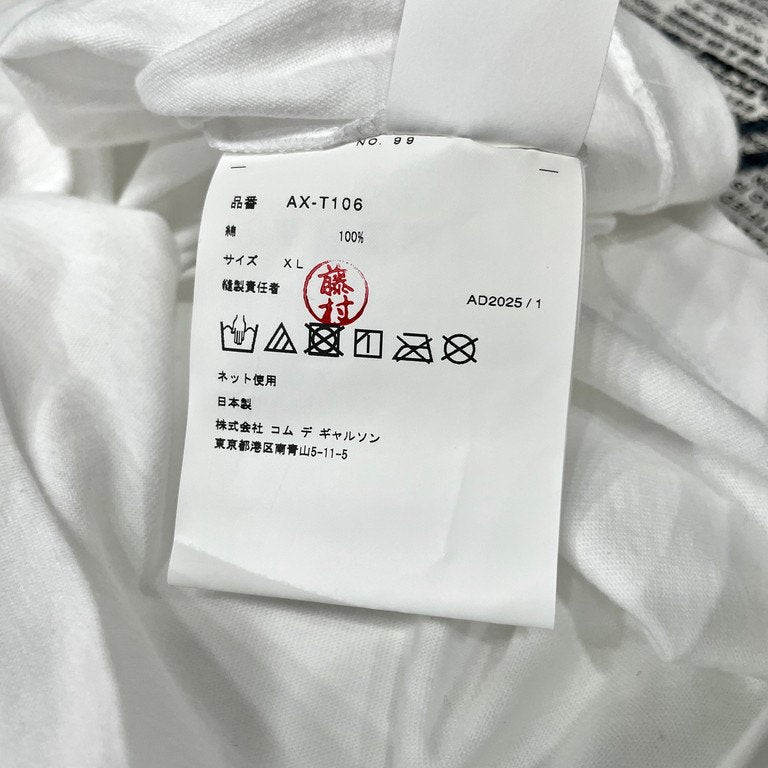 NO. 99
品番 AX-T106
綿 100%
サイズ XL
縫製責任者 藤村
AD2025/1
ネット使用
日本製
株式会社 コム デ ギャルソン
東京都港区南青山5-11-5